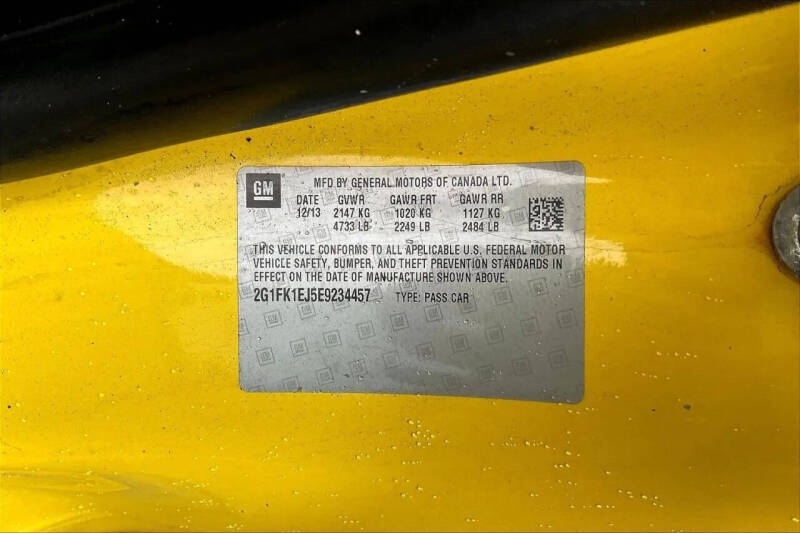 GM
MFD BY GENERAL MOTORS OF CANADA LTD.
DATE GVWR GAWR FRT GAWR RR
12/13 2147 KG 1020 KG 1127 KG
4733 LB 2249 LB 2484 LB
THIS VEHICLE CONFORMS TO ALL APPLICABLE U.S. FEDERAL MOTOR
VEHICLE SAFETY, BUMPER, AND THEFT PREVENTION STANDARDS IN
EFFECT ON THE DATE OF MANUFACTURE SHOWN ABOVE.
2G1FK1EJ5E9234457 TYPE: PASS CAR